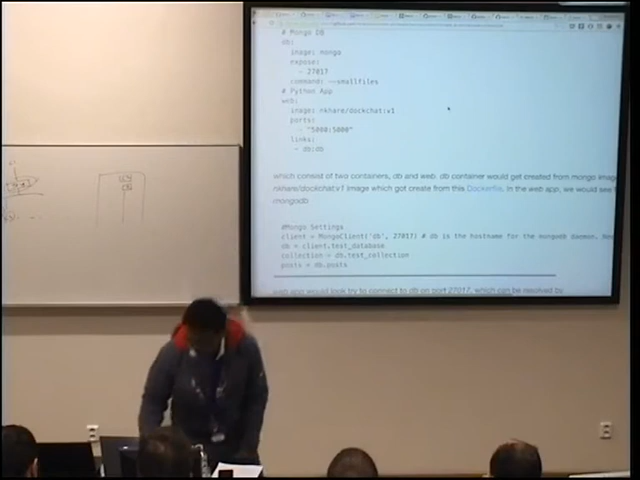 # Mongo DB
db:
image: mongo
expose:
- 27017
command: --smallfiles
# Python App
web:
image: nkhare/dockchat:v1
ports:
- "5000:5000"
links:
- db:db
which consist of two containers, db and web. db container would get created from mongo imag
nkhare/dockchat:v1 image which got create from this Dockerfile. In the web app, we would see
mongodb
#Mongo Settings
client = MongoClient('db', 27017) # db is the hostname for the mongodb daemon,
db = client.test_database
collection = db.test_collection
posts = db.posts
web app would look try to connect to db on port 27017, which can be resolved by